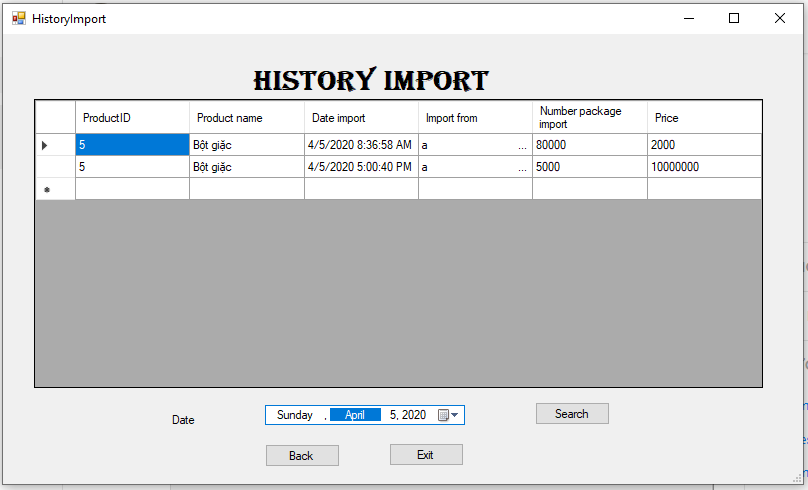 HistoryImport
HISTORY IMPORT
ProductID Product name Date import Import from Number package import Price
5 Bột giặc 4/5/2020 8:36:58 AM a ... 80000 2000
5 Bột giặc 4/5/2020 5:00:40 PM a ... 5000 10000000
Date Sunday , April 5, 2020 Search
Back Exit